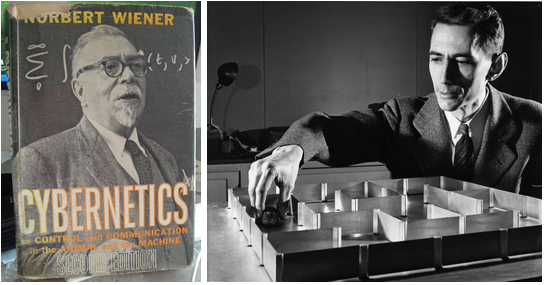 NORBERT WIENER
CYBERNETICS
or CONTROL and COMMUNICATION
in the ANIMAL and the MACHINE
SECOND EDITION